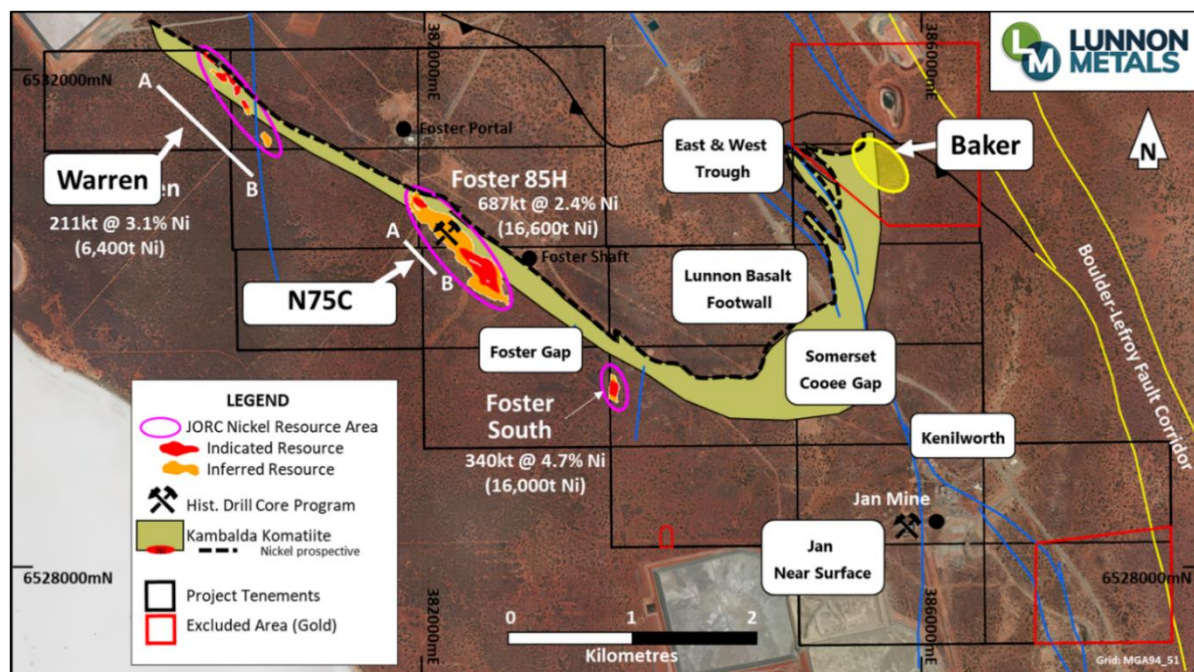 LUNNON
METALS
LM
N
6532000mN
382000mE
386000mE
A
B
Warren
211kt @ 3.1% Ni
(6,400t Ni)
Foster Portal
Foster 85H
687kt @ 2.4% Ni
(16,600t Ni)
A
B
N75C
Foster Shaft
East & West
Trough
Baker
Lunnon Basalt
Footwall
Boulder-Lefroy Fault Corridor
Foster Gap
Somerset
Cooee Gap
Foster
South
340kt @ 4.7% Ni
(16,000t Ni)
Kenilworth
Jan Mine
Jan
Near Surface
LEGEND
JORC Nickel Resource Area
Indicated Resource
Inferred Resource
Hist. Drill Core Program
Kambalda Komatiite
Nickel prospective
Project Tenements
Excluded Area (Gold)
6528000mN
6528000mN
382000mE
386000mE
0 1 2
Kilometres
Grid: MGA94_51